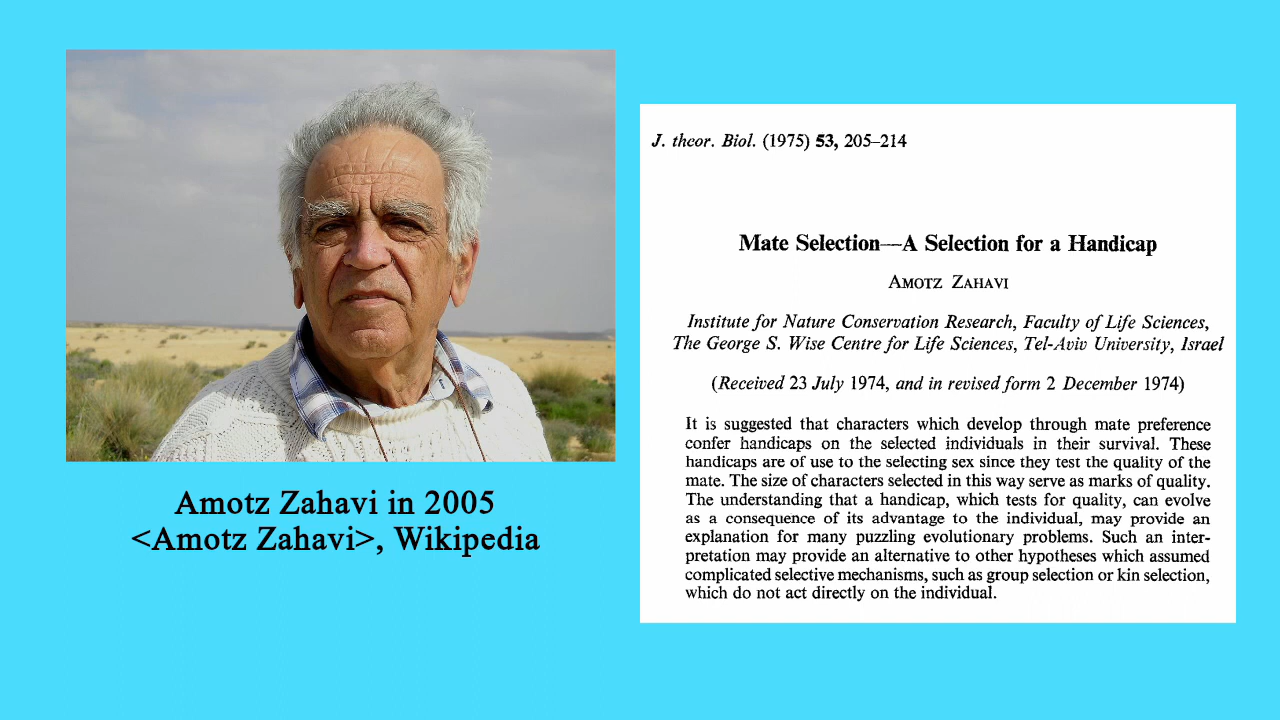 Amotz Zahavi in 2005
<Amotz Zahavi>, Wikipedia
J. theor. Biol. (1975) 53, 205–214
Mate Selection—A Selection for a Handicap
AMOTZ ZAHAVI
Institute for Nature Conservation Research, Faculty of Life Sciences,
The George S. Wise Centre for Life Sciences, Tel-Aviv University, Israel
(Received 23 July 1974, and in revised form 2 December 1974)
It is suggested that characters which develop through mate preference
confer handicaps on the selected individuals in their survival. These
handicaps are of use to the selecting sex since they test the quality of the
mate. The size of characters selected in this way serve as marks of quality.
The understanding that a handicap, which tests for quality, can evolve
as a consequence of its advantage to the individual, may provide an
explanation for many puzzling evolutionary problems. Such an inter-
pretation may provide an alternative to other hypotheses which assumed
complicated selective mechanisms, such as group selection or kin selection,
which do not act directly on the individual.